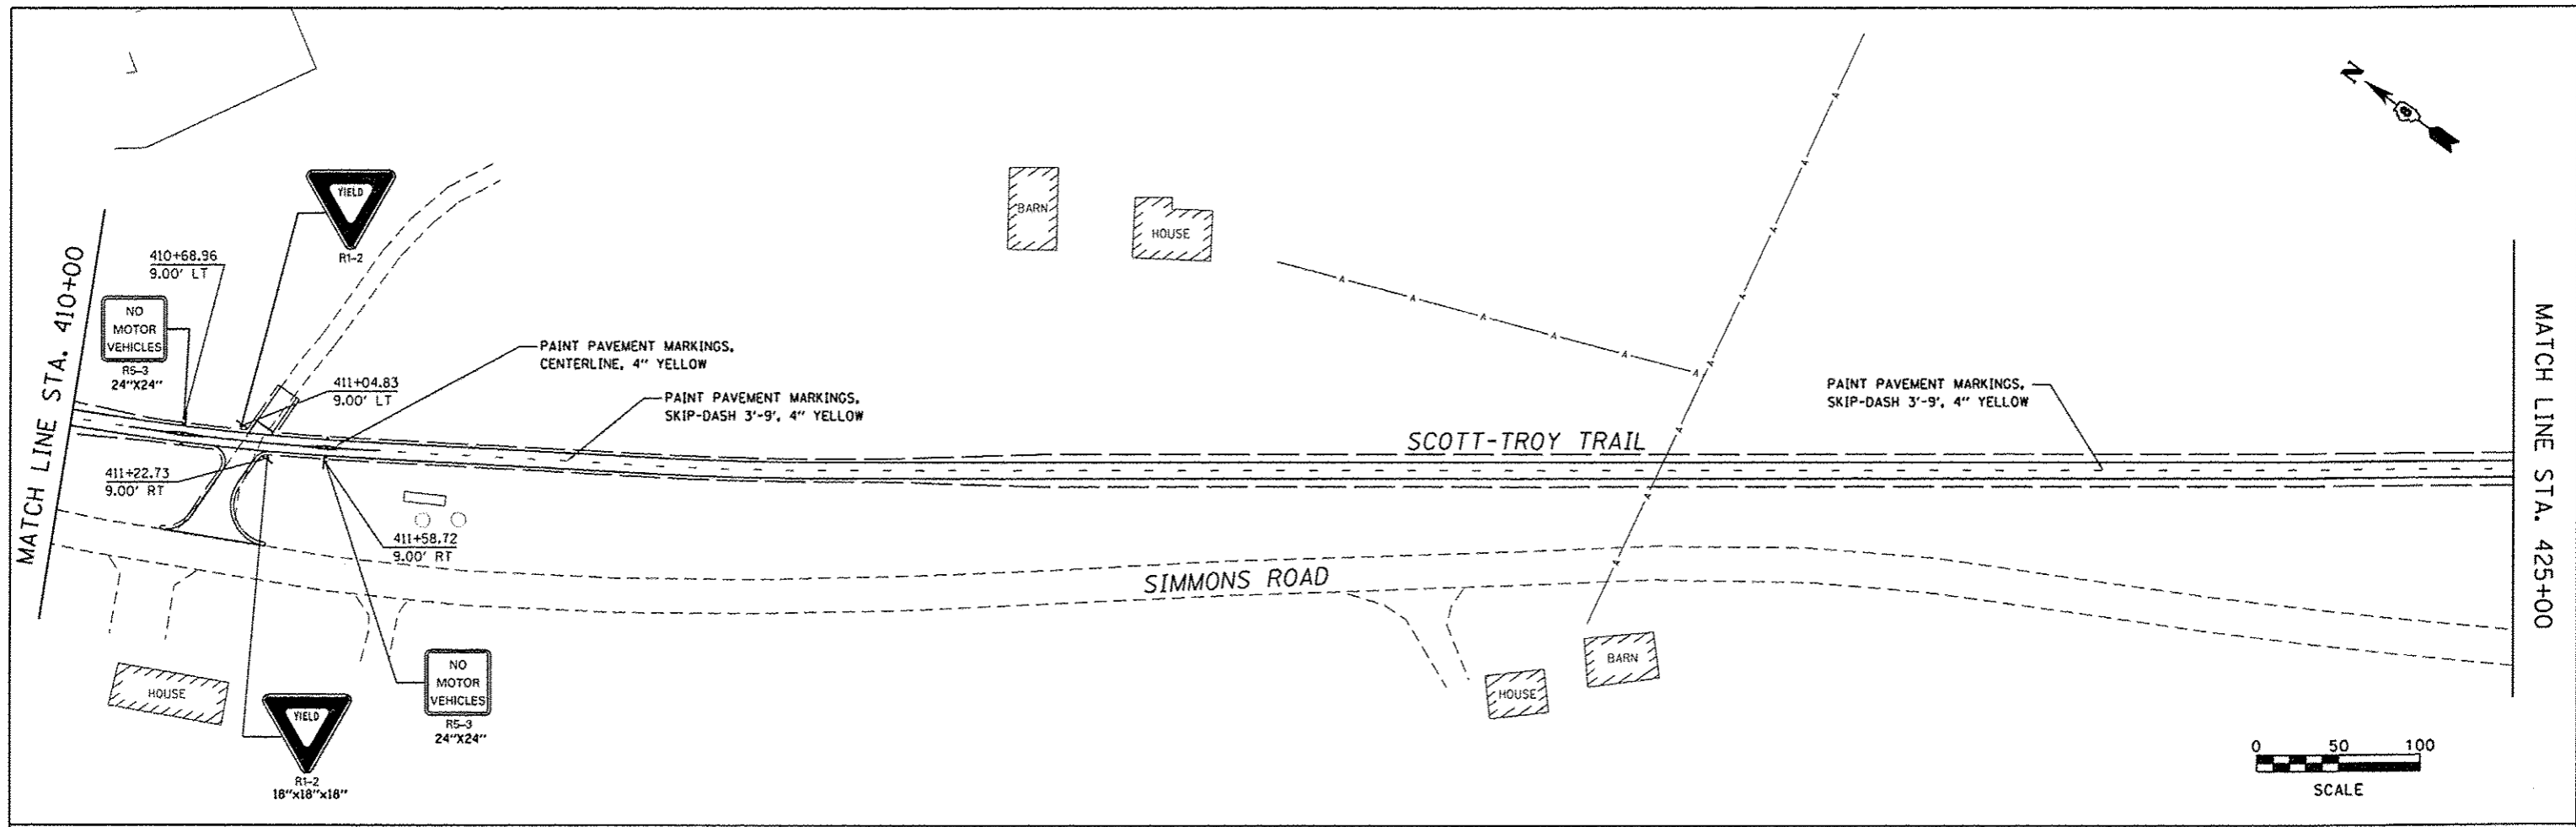 N
YIELD
R1-2
BARN
HOUSE
410+68.96
9.00' LT
NO
MOTOR
VEHICLES
R5-3
24"X24"
MATCH LINE STA. 410+00
411+04.83
9.00' LT
PAINT PAVEMENT MARKINGS,
CENTERLINE, 4" YELLOW
PAINT PAVEMENT MARKINGS,
SKIP-DASH 3'-9', 4" YELLOW
PAINT PAVEMENT MARKINGS,
SKIP-DASH 3'-9', 4" YELLOW
SCOTT-TROY TRAIL
MATCH LINE STA. 425+00
411+22.73
9.00' RT
411+58.72
9.00' RT
SIMMONS ROAD
HOUSE
YIELD
R1-2
18"x18"x18"
NO
MOTOR
VEHICLES
R5-3
24"X24"
HOUSE
BARN
0 50 100
SCALE